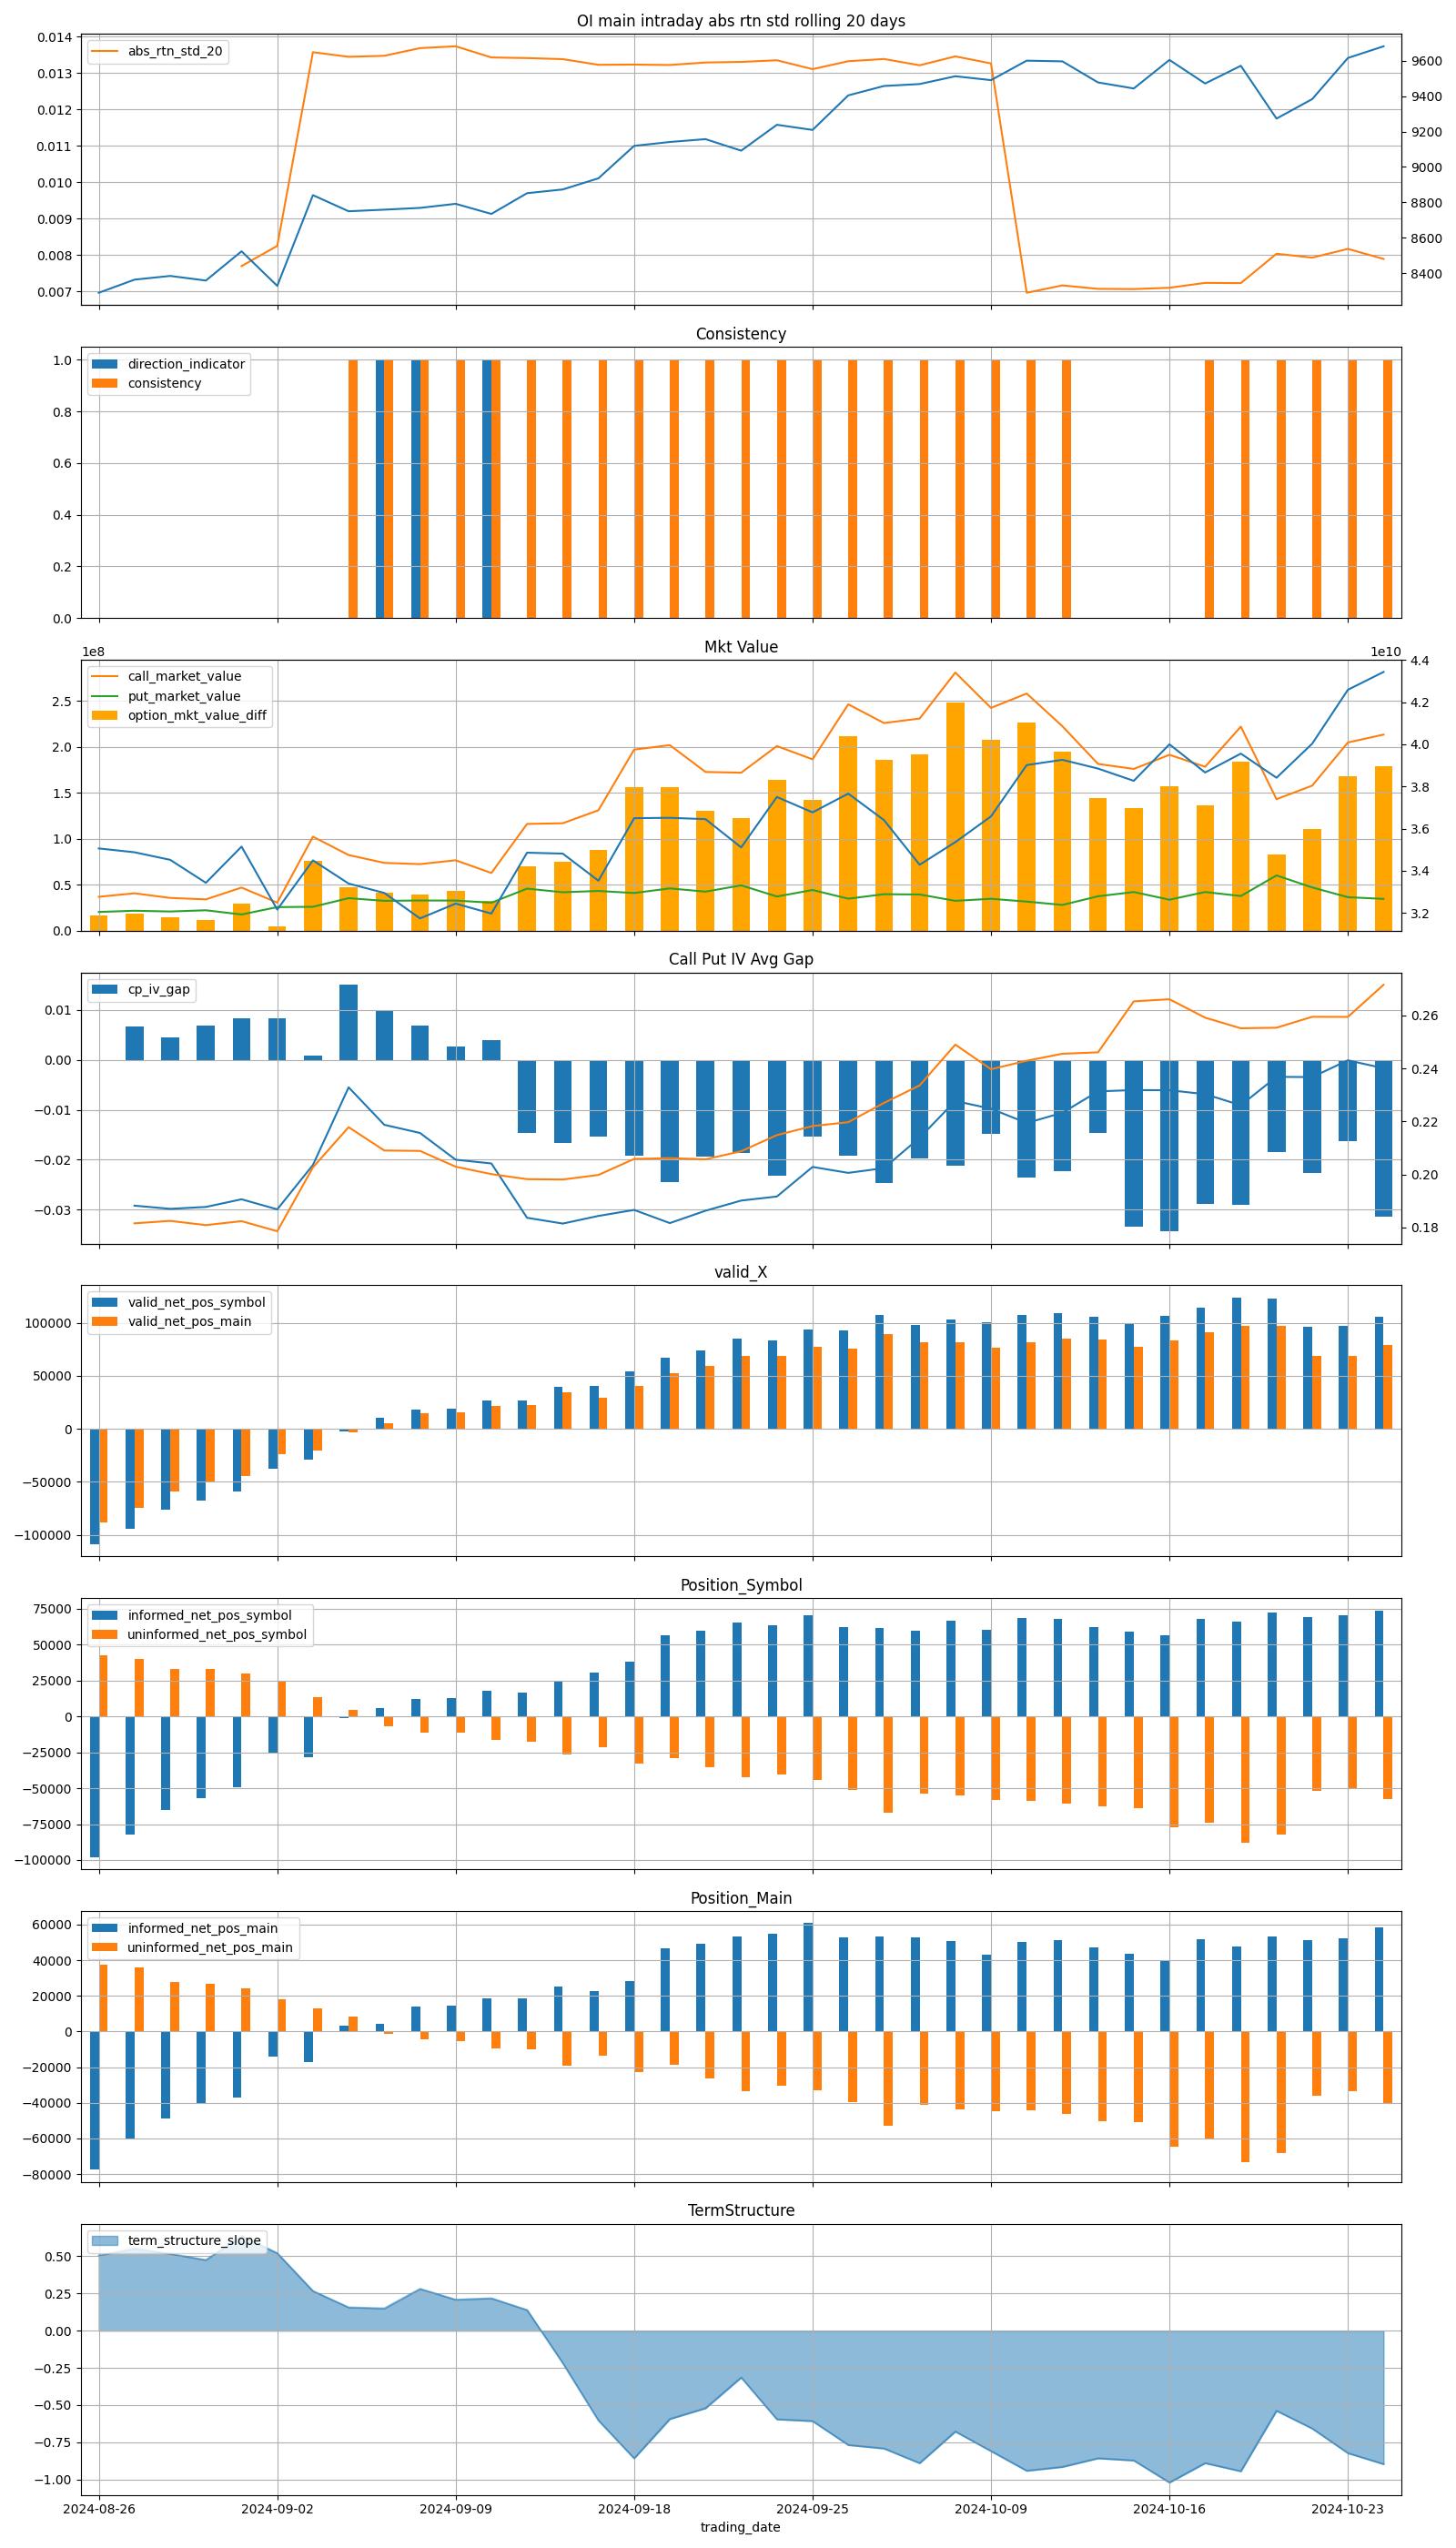 OI main intraday abs rtn std rolling 20 days
abs_rtn_std_20
0.014
0.013
0.012
0.011
0.010
0.009
0.008
0.007
9600
9400
9200
9000
8800
8600
8400
Consistency
direction_indicator
consistency
1.0
0.8
0.6
0.4
0.2
0.0
Mkt Value
1e8
1e10
call_market_value
put_market_value
option_mkt_value_diff
2.5
2.0
1.5
1.0
0.5
0.0
4.4
4.2
4.0
3.8
3.6
3.4
3.2
Call Put IV Avg Gap
cp_iv_gap
0.01
0.00
−0.01
−0.02
−0.03
0.26
0.24
0.22
0.20
0.18
valid_X
valid_net_pos_symbol
valid_net_pos_main
100000
50000
0
−50000
−100000
Position_Symbol
informed_net_pos_symbol
uninformed_net_pos_symbol
75000
50000
25000
0
−25000
−50000
−75000
−100000
Position_Main
informed_net_pos_main
uninformed_net_pos_main
60000
40000
20000
0
−20000
−40000
−60000
−80000
TermStructure
term_structure_slope
0.50
0.25
0.00
−0.25
−0.50
−0.75
−1.00
2024-08-26 2024-09-02 2024-09-09 2024-09-18 2024-09-25 2024-10-09 2024-10-16 2024-10-23
trading_date